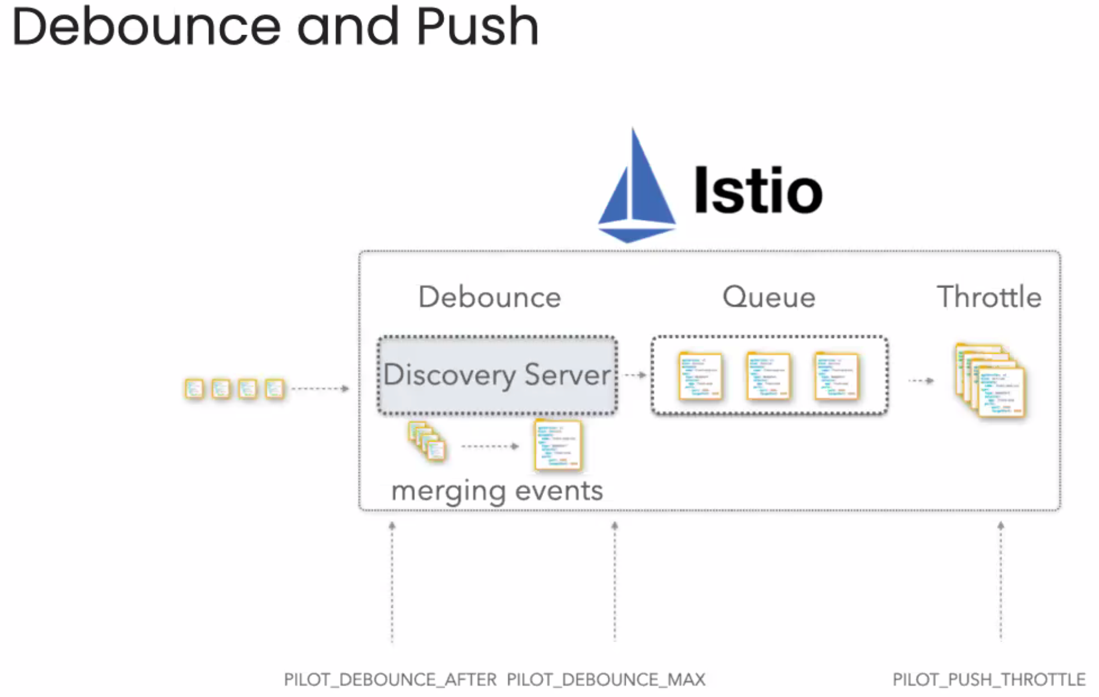 Debounce and Push
Istio
Debounce
Queue
Throttle
Discovery Server
merging events
PILOT_DEBOUNCE_AFTER
PILOT_DEBOUNCE_MAX
PILOT_PUSH_THROTTLE